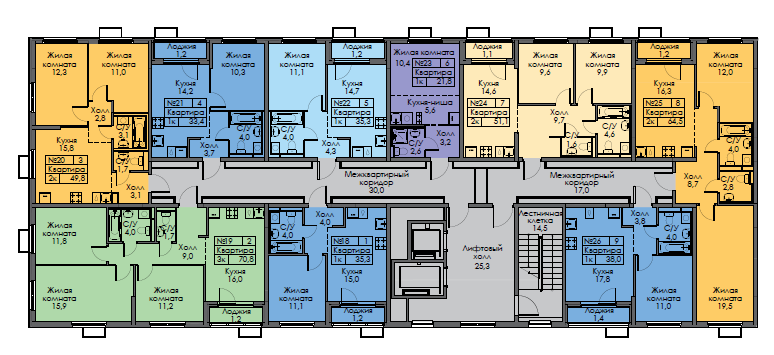 Жилая
комната
12,3
Жилая
комната
11,0
Лоджия
1,2
Кухня
14,2
№21 4
Квартира
1к 33,4
Жилая
комната
10,3
Холл
2,8
С/У
3,1
С/У
4,0
Холл
3,7
Кухня
15,8
№20 3
Квартира
2к 49,8
С/У
1,7
Холл
3,1
Жилая
комната
11,1
Лоджия
1,2
Кухня
14,7
№22 5
Квартира
1к 35,3
С/У
4,0
Холл
4,3
Жилая комната
10,4
№23 6
Квартира
1к 21,8
Кухня-ниша
5,6
С/У
2,6
Холл
3,2
Лоджия
1,1
Кухня
14,6
№24 7
Квартира
2к 51,1
Жилая
комната
9,6
Жилая
комната
9,9
Холл
9,7
С/У
1,6
С/У
4,6
Лоджия
1,2
Кухня
16,3
№25 8
Квартира
2к 64,5
Жилая
комната
12,0
С/У
4,0
Холл
8,7
С/У
2,8
Межквартирный
коридор
30,0
Межквартирный
коридор
17,0
Жилая
комната
11,8
С/У
4,0
С/У
1,7
Холл
9,0
№19 2
Квартира
3к 70,8
Кухня
16,0
Жилая
комната
15,9
Жилая
комната
11,2
Лоджия
1,2
С/У
4,0
Холл
4,0
№18 1
Квартира
1к 35,3
Кухня
15,0
Жилая
комната
11,1
Лоджия
1,2
Лифтовый
холл
25,3
Лестничная
клетка
14,5
№26 9
Квартира
1к 38,0
Кухня
17,8
Лоджия
1,4
Холл
3,8
С/У
4,0
Жилая
комната
11,0
Жилая
комната
19,5